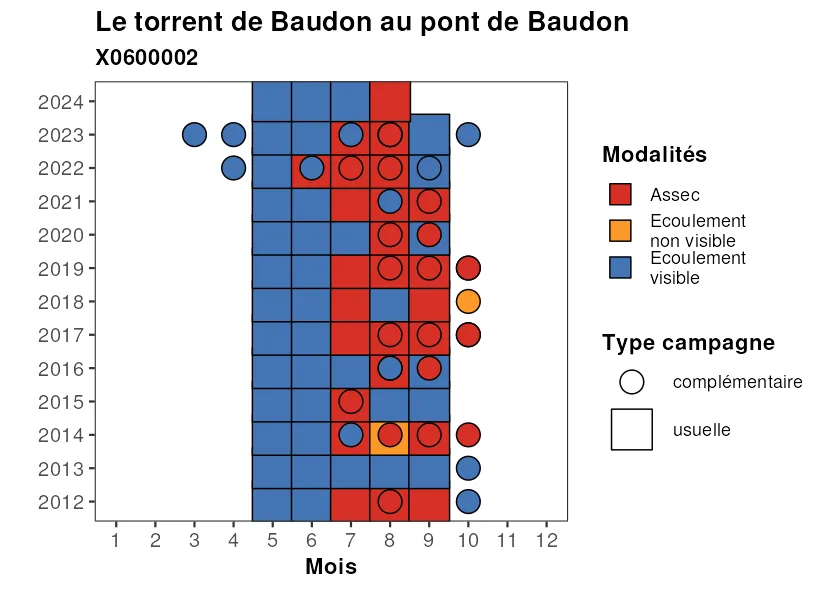 Le torrent de Baudon au pont de Baudon
X0600002
2024
2023
2022
2021
2020
2019
2018
2017
2016
2015
2014
2013
2012
1 2 3 4 5 6 7 8 9 10 11 12
Mois
Modalités
Assec
Ecoulement
non visible
Ecoulement
visible
Type campagne
complémentaire
usuelle